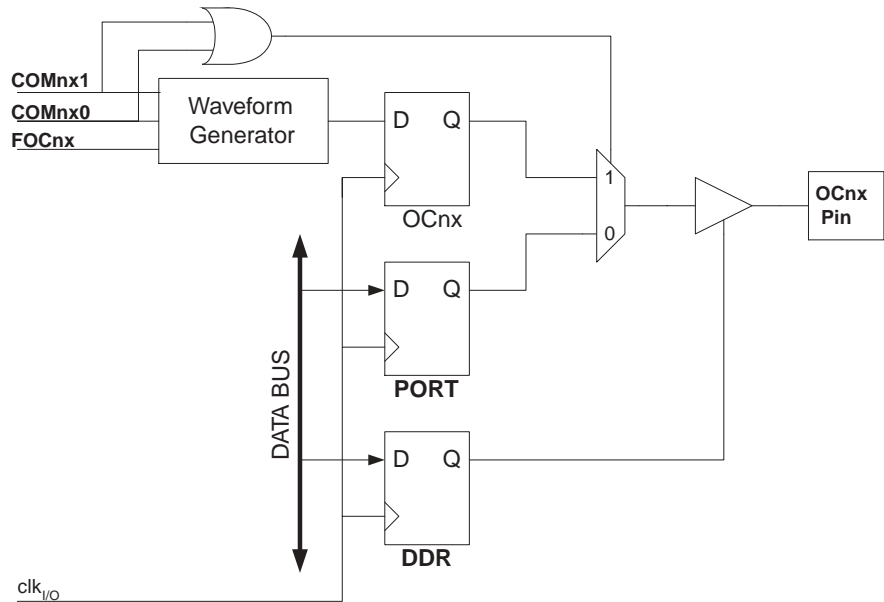 COMnx1
COMnx0
FOCnx
Waveform
Generator
D Q
OCnx
1
0
OCnx
Pin
D Q
PORT
DATA BUS
D Q
DDR
clkI/O